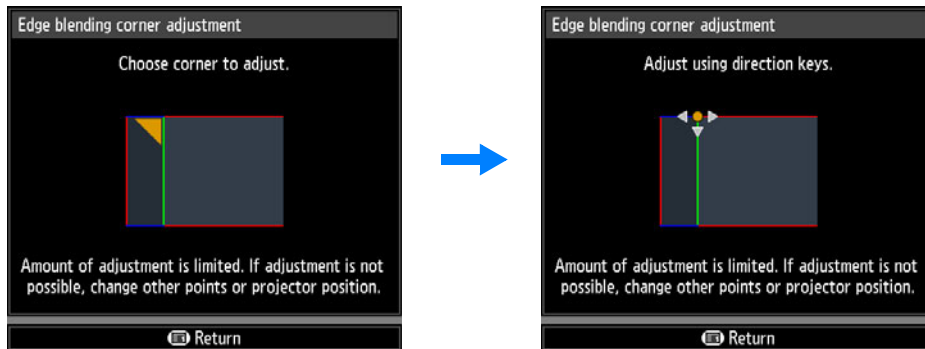 Edge blending corner adjustment
Choose corner to adjust.
Amount of adjustment is limited. If adjustment is not
possible, change other points or projector position.
Return
Edge blending corner adjustment
Adjust using direction keys.
Amount of adjustment is limited. If adjustment is not
possible, change other points or projector position.
Return